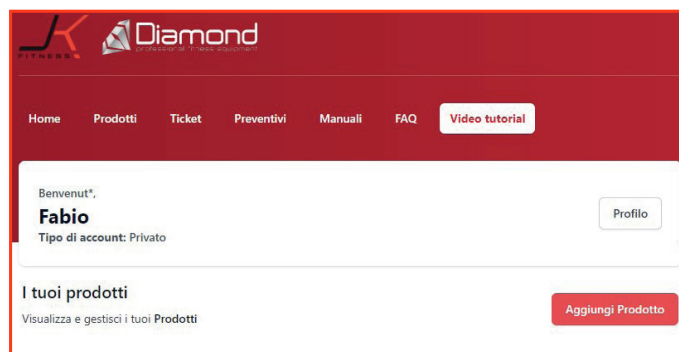 JK
FITNESS
Diamond
professional fitness equipment
Home Prodotti Ticket Preventivi Manuali FAQ Video tutorial
Benvenut*,
Fabio
Tipo di account: Privato
Profilo
I tuoi prodotti
Visualizza e gestisci i tuoi Prodotti
Aggiungi Prodotto